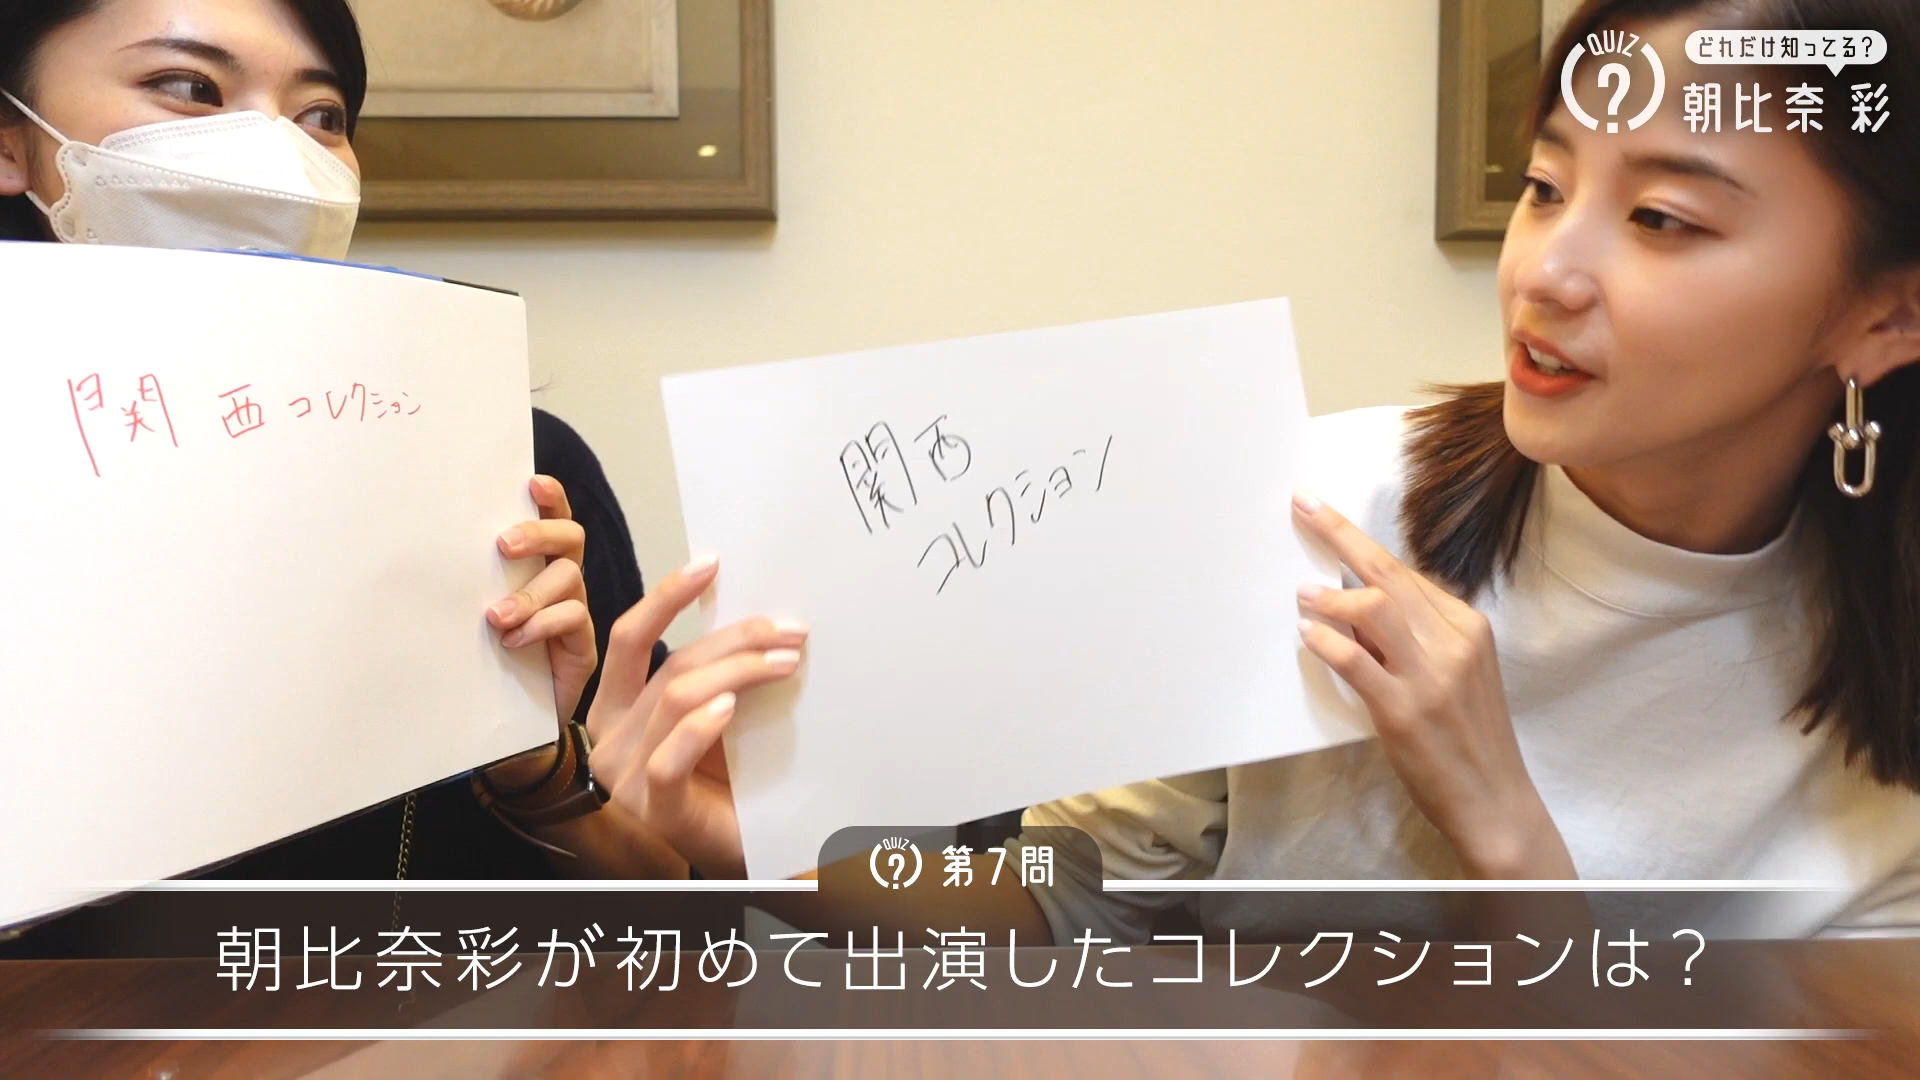 QUIZ
?
どれだけ知ってる？
朝比奈 彩
関西コレクション
関西
コレクション
QUIZ
?
第7問
朝比奈彩が初めて出演したコレクションは？